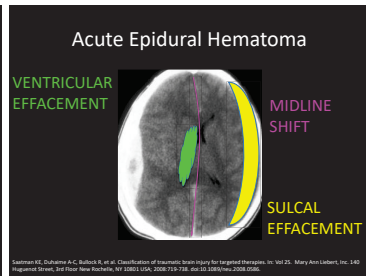 Acute Epidural Hematoma
VENTRICULAR
EFFACEMENT
MIDLINE
SHIFT
SULCAL
EFFACEMENT
Saatman KE, Duhaime A-C, Bullock R, et al. Classification of traumatic brain injury for targeted therapies. In: Vol 25. Mary Ann Liebert, Inc. 140
Huguenot Street, 3rd Floor New Rochelle, NY 10801 USA; 2008:719-738. doi:10.1089/neu.2008.0586.